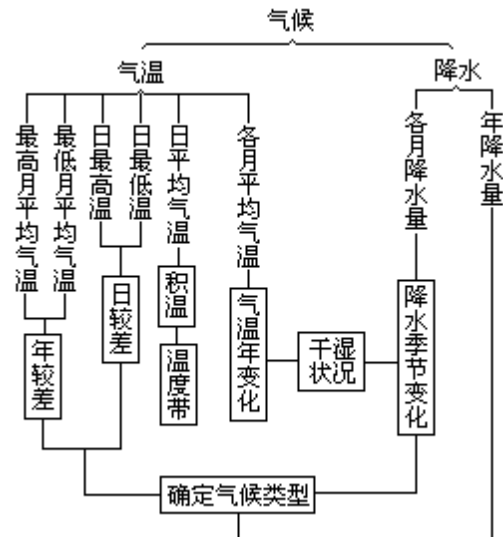 气候
气温
降水
最高月平均气温
最低月平均气温
日最高温
日最低温
日平均气温
各月平均气温
各月降水量
年降水量
年较差
日较差
积温
温度带
气温年变化
干湿
状况
降水季节变化
确定气候类型